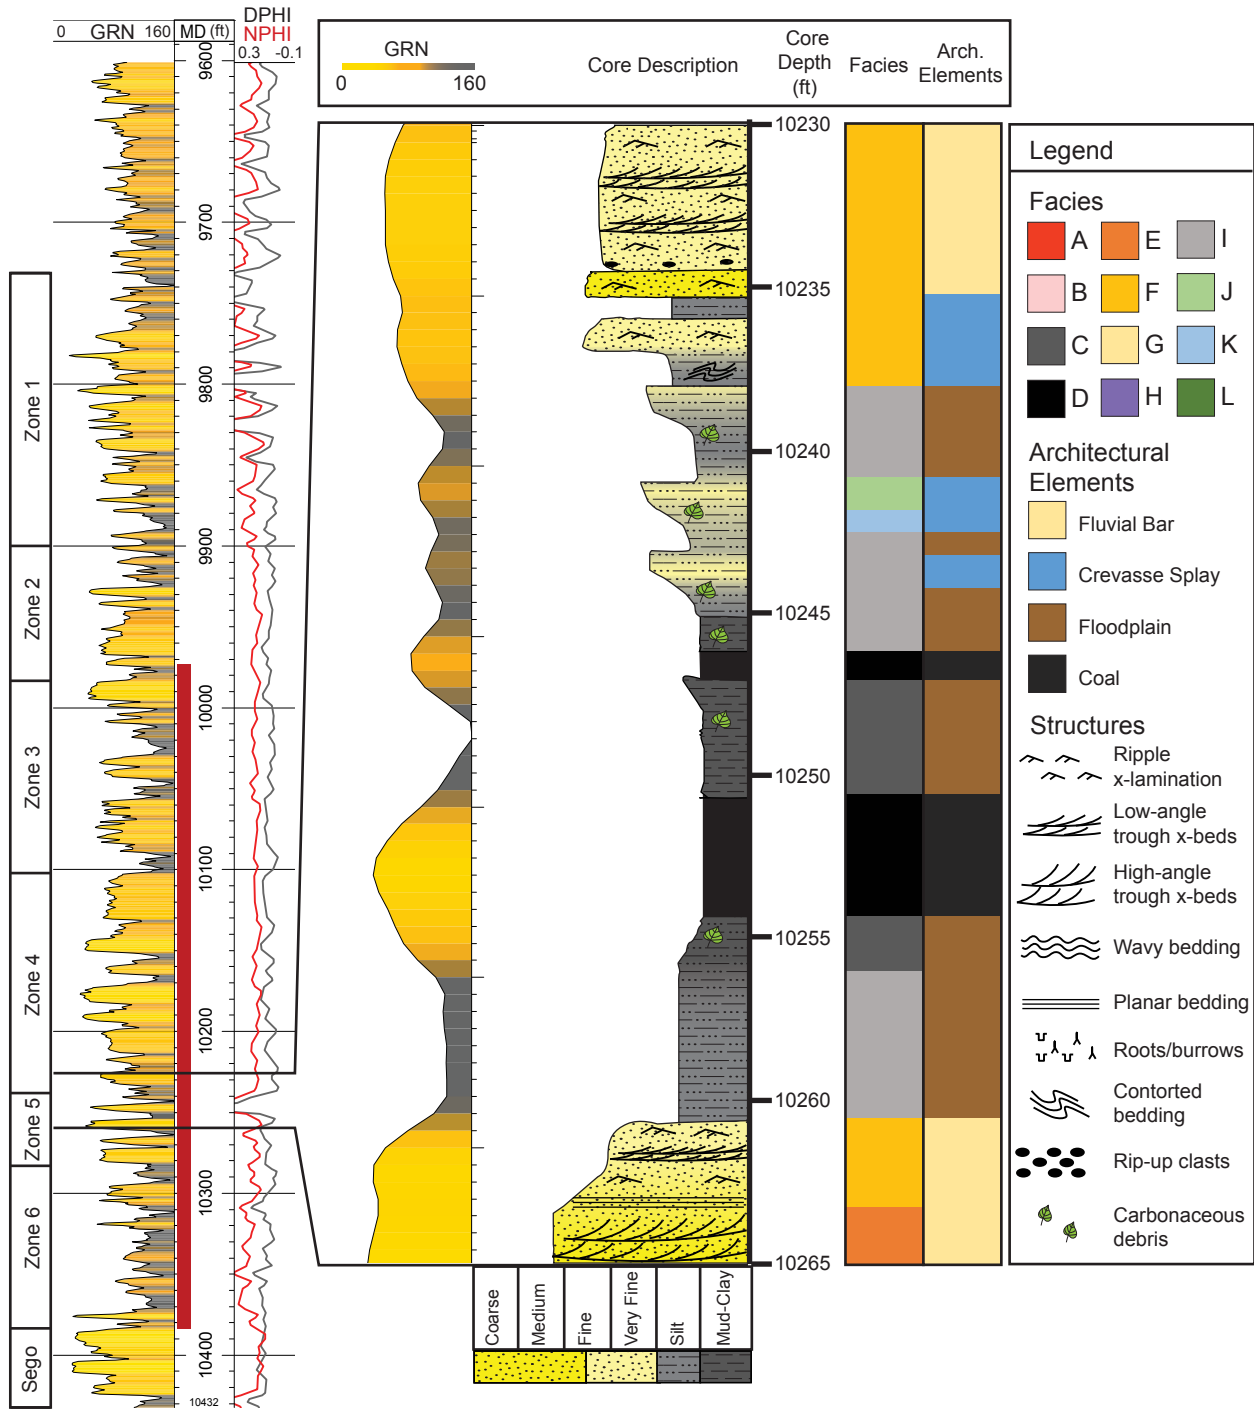 0 GRN 160
MD (ft)
DPHI
NPHI
0.3 -0.1
9600
9700
9800
9900
10000
10100
10200
10300
10400
10432
Zone 1
Zone 2
Zone 3
Zone 4
Zone 5
Zone 6
Sego
GRN
0 160
Core Description
Core
Depth
(ft)
Facies
Arch.
Elements
10230
10235
10240
10245
10250
10255
10260
10265
Coarse
Medium
Fine
Very Fine
Silt
Mud-Clay
Legend
Facies
A E I
B F J
C G K
D H L
Architectural
Elements
Fluvial Bar
Crevasse Splay
Floodplain
Coal
Structures
Ripple
x-lamination
Low-angle
trough x-beds
High-angle
trough x-beds
Wavy bedding
Planar bedding
Roots/burrows
Contorted
bedding
Rip-up clasts
Carbonaceous
debris